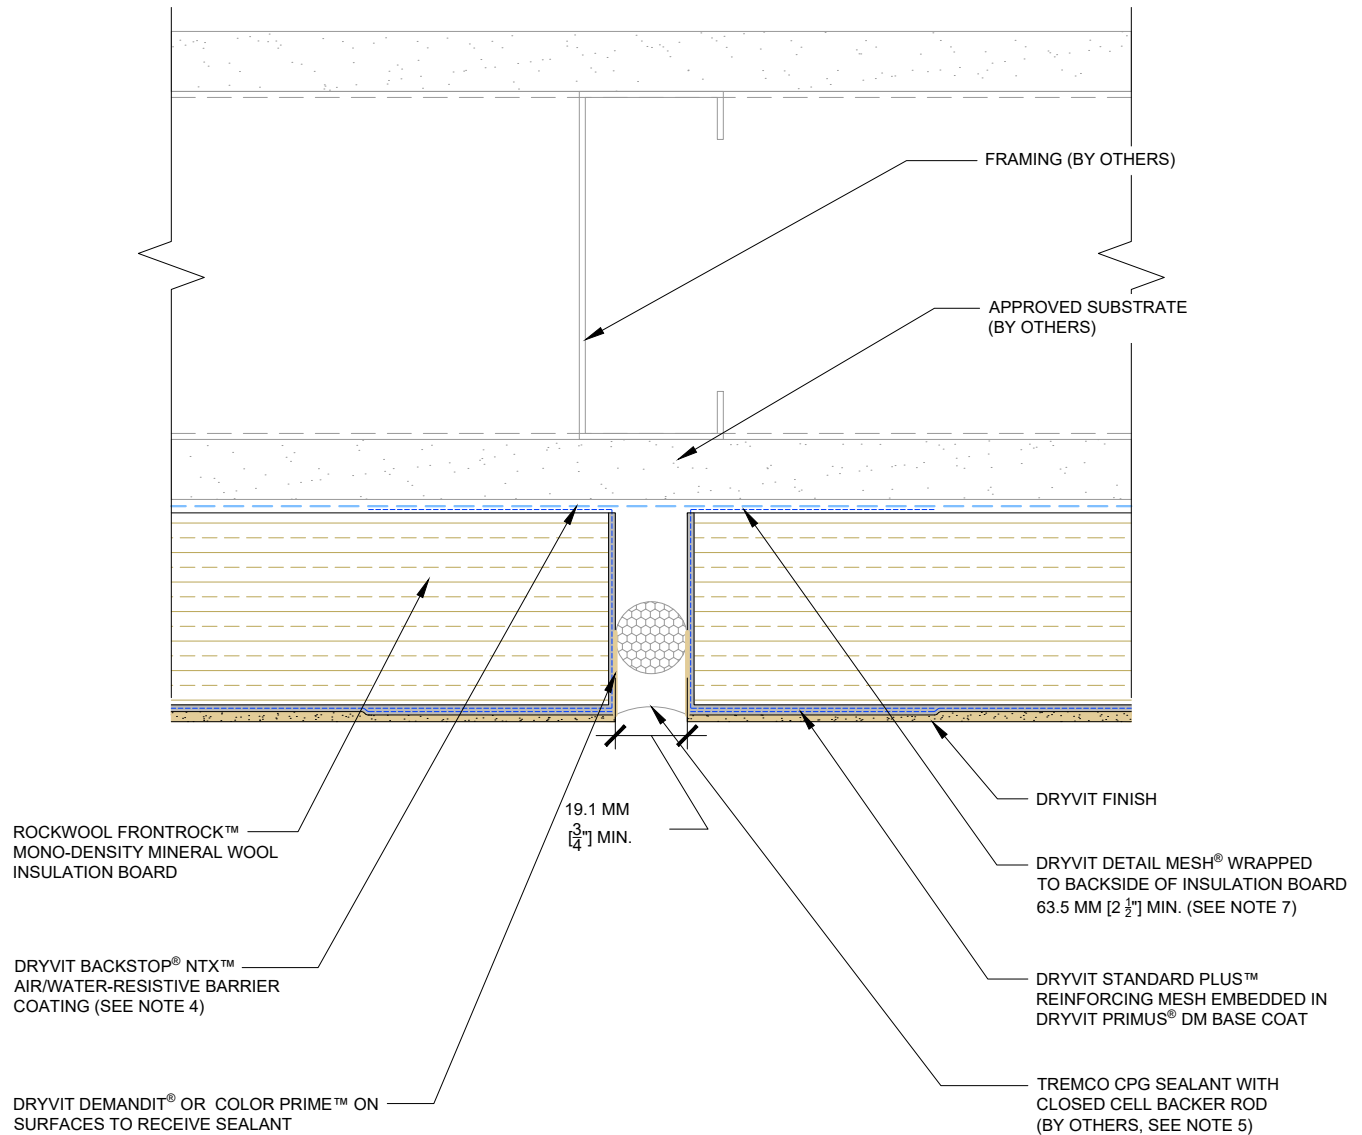 FRAMING (BY OTHERS)
APPROVED SUBSTRATE
(BY OTHERS)
19.1 MM
[3/4"] MIN.
ROCKWOOL FRONTROCK™
MONO-DENSITY MINERAL WOOL
INSULATION BOARD
DRYVIT BACKSTOP® NTX™
AIR/WATER-RESISTIVE BARRIER
COATING (SEE NOTE 4)
DRYVIT DEMANDIT® OR COLOR PRIME™ ON
SURFACES TO RECEIVE SEALANT
DRYVIT FINISH
DRYVIT DETAIL MESH® WRAPPED
TO BACKSIDE OF INSULATION BOARD
63.5 MM [2 1/2"] MIN. (SEE NOTE 7)
DRYVIT STANDARD PLUS™
REINFORCING MESH EMBEDDED IN
DRYVIT PRIMUS® DM BASE COAT
TREMCO CPG SEALANT WITH
CLOSED CELL BACKER ROD
(BY OTHERS, SEE NOTE 5)